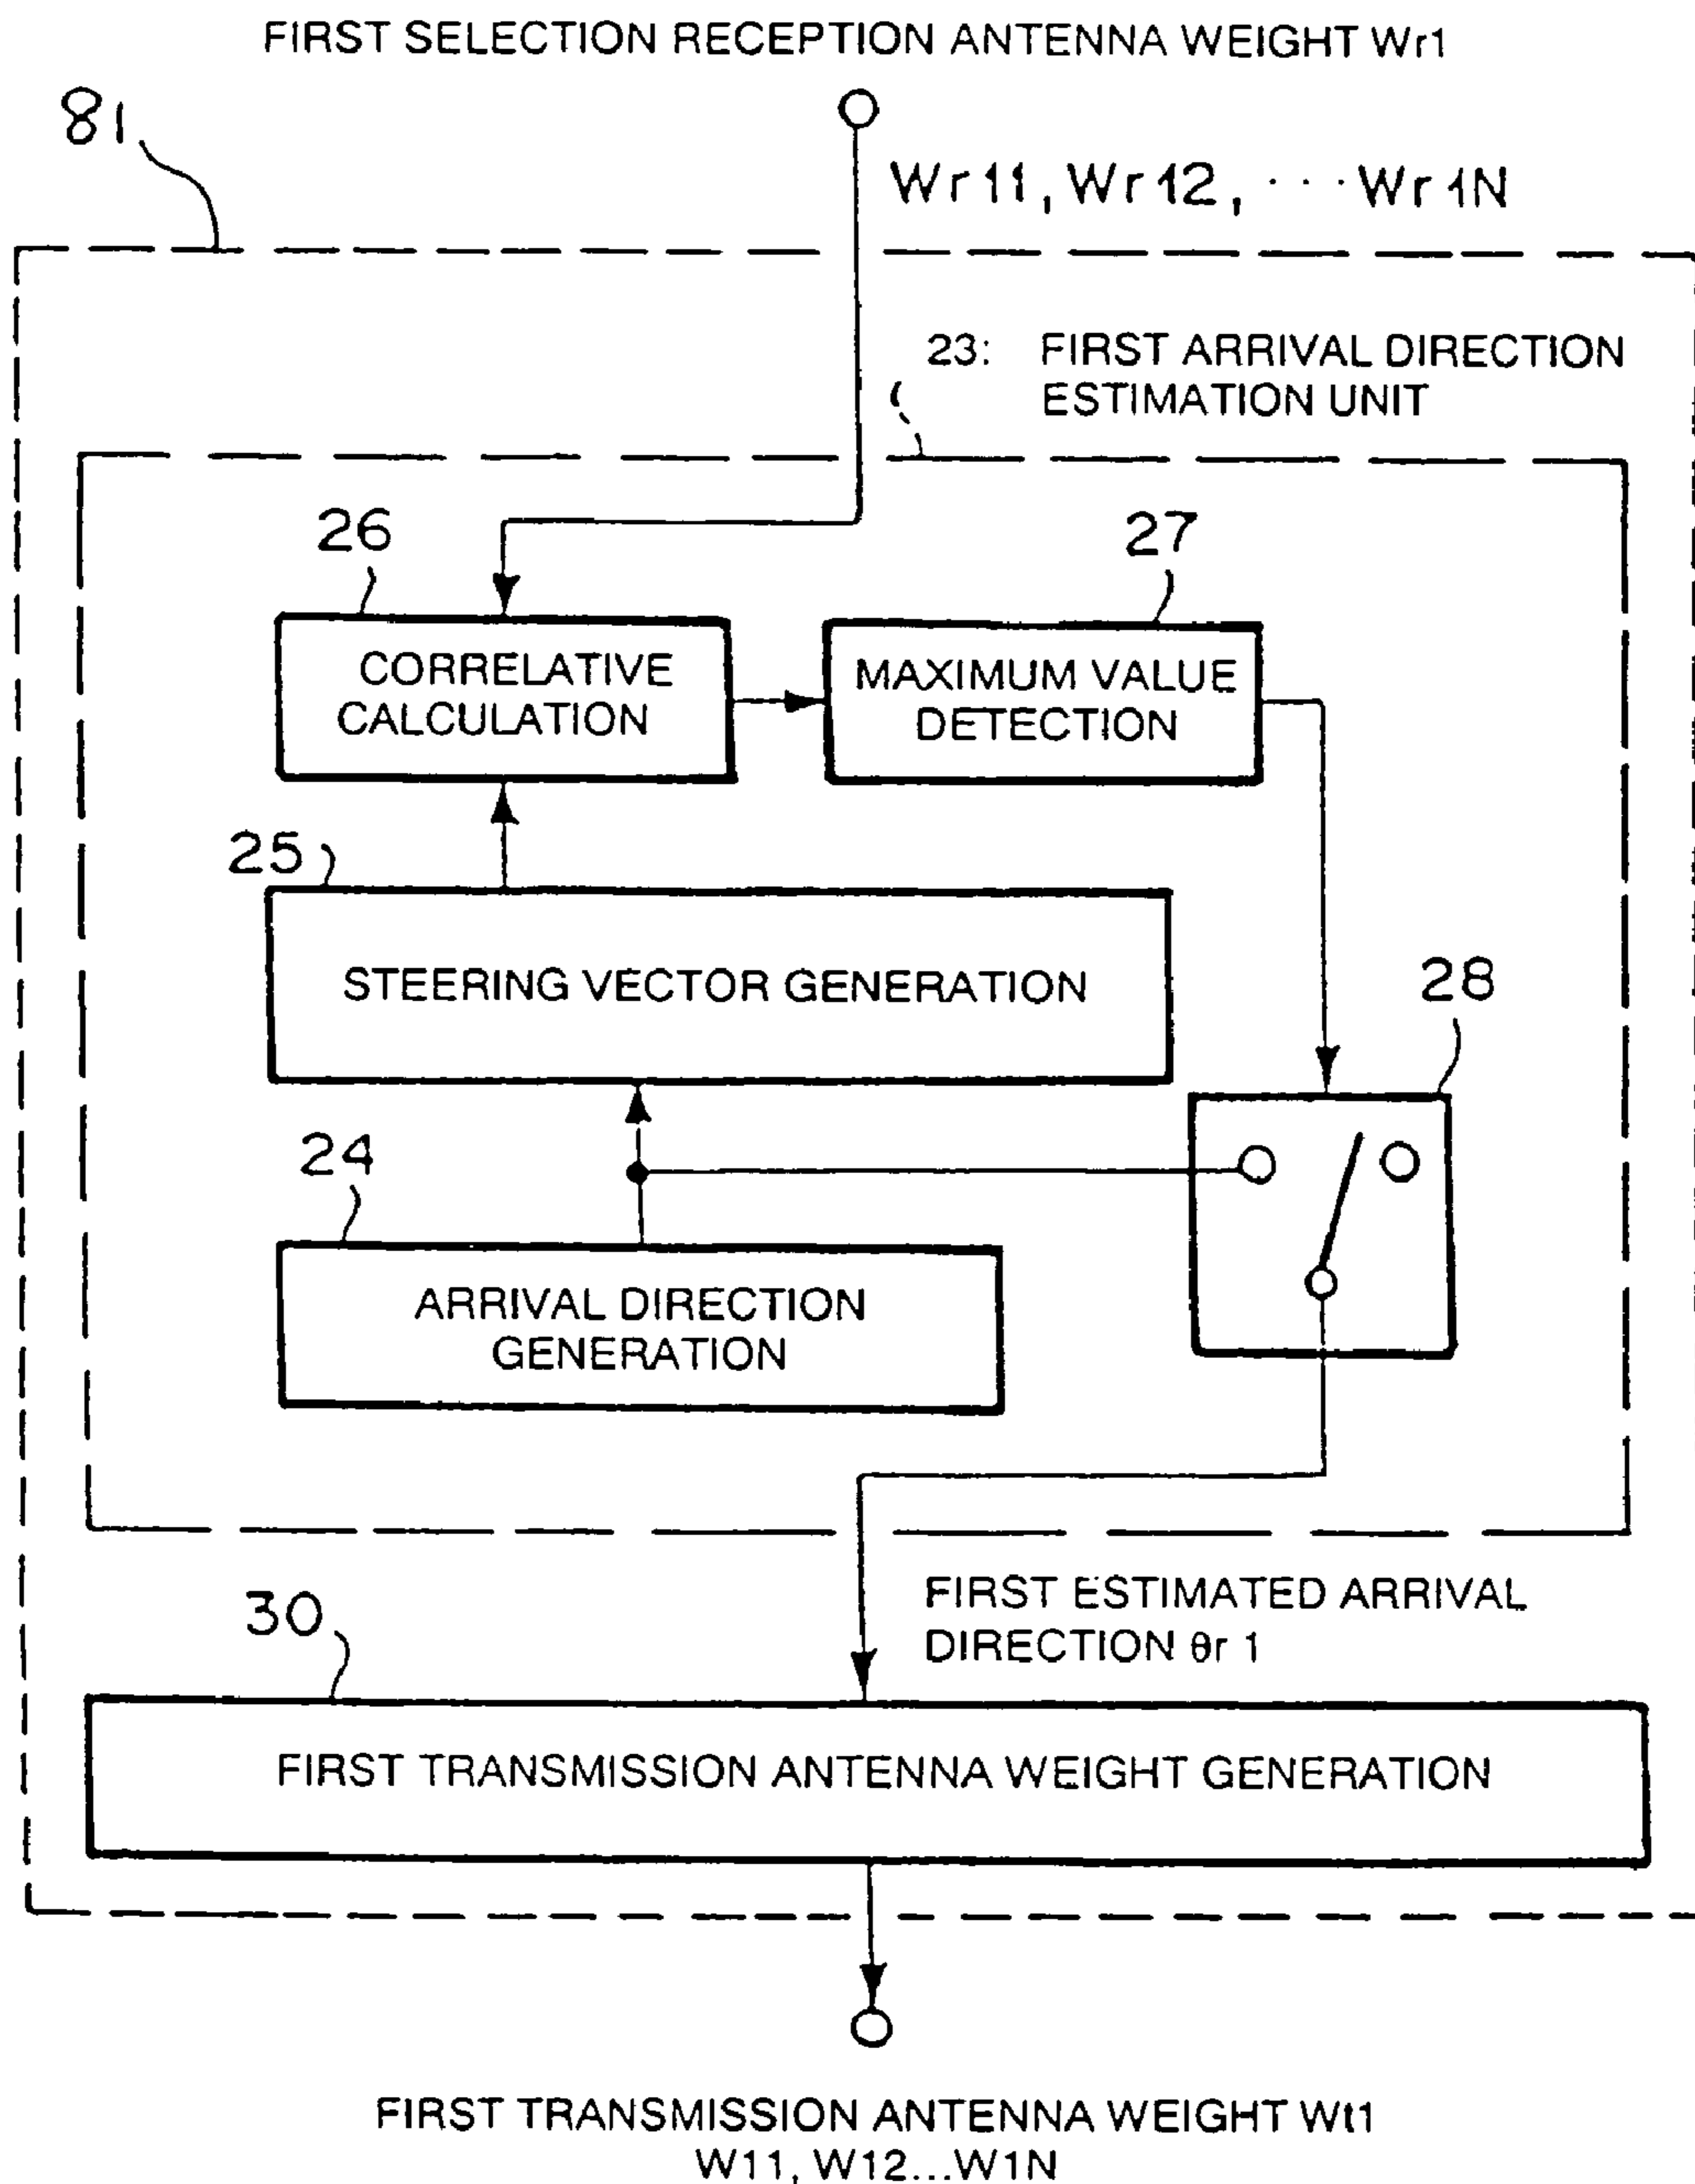 FIRST SELECTION RECEPTION ANTENNA WEIGHT Wr1
81
Wr11, Wr12, ···Wr1N
23: FIRST ARRIVAL DIRECTION
ESTIMATION UNIT
26
27
CORRELATIVE
CALCULATION
MAXIMUM VALUE
DETECTION
25
STEERING VECTOR GENERATION
28
24
ARRIVAL DIRECTION
GENERATION
FIRST ESTIMATED ARRIVAL
DIRECTION θr 1
30
FIRST TRANSMISSION ANTENNA WEIGHT GENERATION
FIRST TRANSMISSION ANTENNA WEIGHT Wt1
W11, W12...W1N